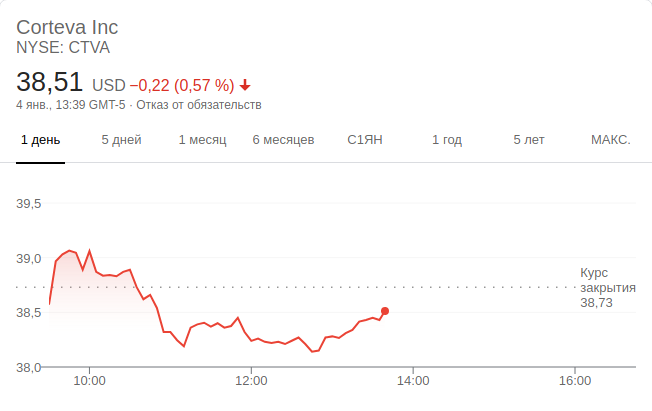 Corteva Inc
NYSE: CTVA
38,51 USD −0,22 (0,57 %)
4 янв., 13:39 GMT-5 · Отказ от обязательств
1 день 5 дней 1 месяц 6 месяцев С1ЯН 1 год 5 лет МАКС.
39,5
39,0
Курс
закрытия
38,73
38,5
38,0
10:00 12:00 14:00 16:00